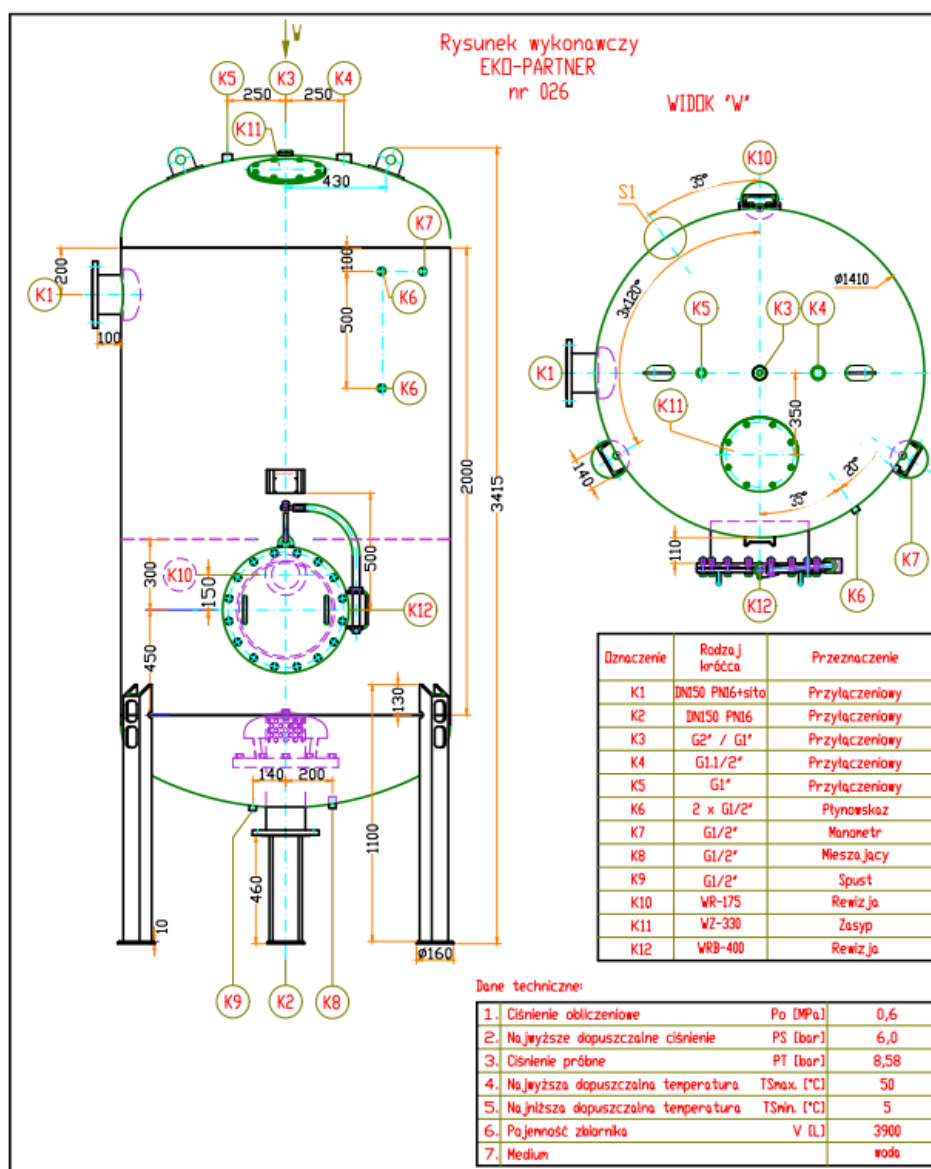 W
Rysunek wykonawczy
EKO-PARTNER
nr 026
WIDOK "W"
K5
K3
K4
250
250
K11
430
K7
K6
100
500
K6
200
K1
100
2000
3415
500
300
K10
150
K12
450
130
140
200
1100
460
10
Ø160
K9
K2
K8
K10
35°
S1
3x120°
Ø1410
K5
K3
K4
K1
K11
350
140
20°
35°
110
K7
K6
K12
Oznaczenie Rodzaj króćca Przeznaczenie
K1 DN150 PN16+sito Przyłączeniowy
K2 DN150 PN16 Przyłączeniowy
K3 G2" / G1" Przyłączeniowy
K4 G1.1/2" Przyłączeniowy
K5 G1" Przyłączeniowy
K6 2 x G1/2" Płynowskaz
K7 G1/2" Manometr
K8 G1/2" Mieszający
K9 G1/2" Spust
K10 WR-175 Rewizja
K11 WZ-330 Zasyp
K12 WRB-400 Rewizja
Dane techniczne:
1. Ciśnienie obliczeniowe Po [MPa] 0,6
2. Najwyższe dopuszczalne ciśnienie PS [bar] 6,0
3. Ciśnienie próbne PT [bar] 8,58
4. Najwyższa dopuszczalna temperatura TSmax. [°C] 50
5. Najniższa dopuszczalna temperatura TSmin. [°C] 5
6. Pojemność zbiornika V [L] 3900
7. Medium woda